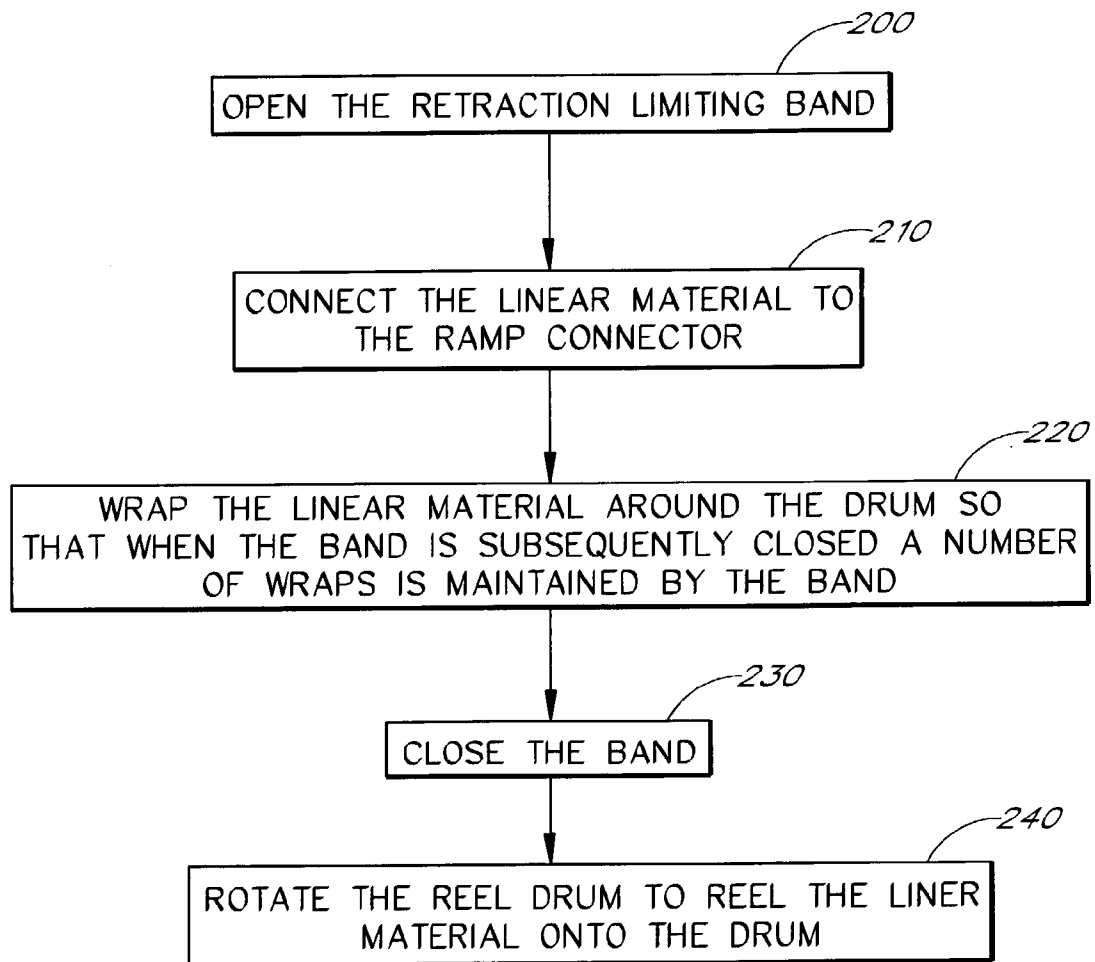 200
OPEN THE RETRACTION LIMITING BAND
210
CONNECT THE LINEAR MATERIAL TO
THE RAMP CONNECTOR
220
WRAP THE LINEAR MATERIAL AROUND THE DRUM SO
THAT WHEN THE BAND IS SUBSEQUENTLY CLOSED A NUMBER
OF WRAPS IS MAINTAINED BY THE BAND
230
CLOSE THE BAND
240
ROTATE THE REEL DRUM TO REEL THE LINER
MATERIAL ONTO THE DRUM